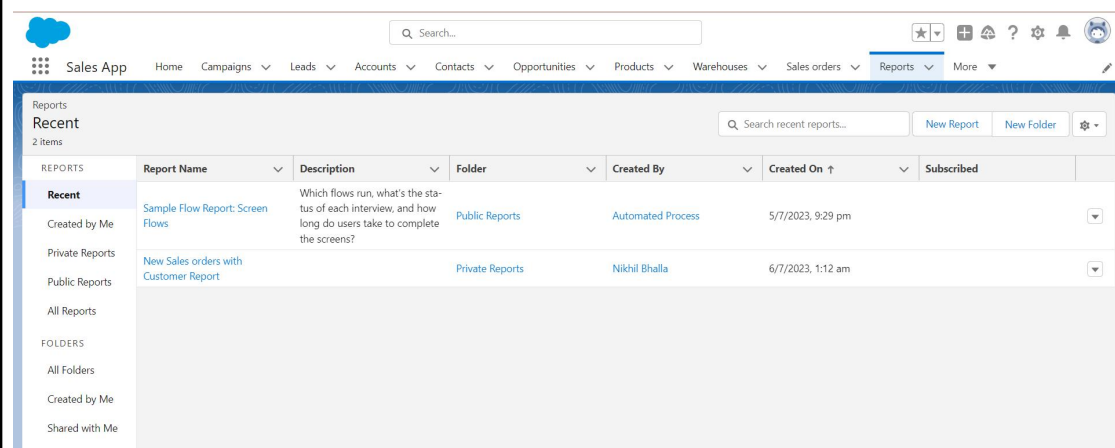 Search...
Sales App Home Campaigns Leads Accounts Contacts Opportunities Products Warehouses Sales orders Reports More
Reports
Recent
2 items
Search recent reports...
New Report New Folder
REPORTS
Report Name Description Folder Created By Created On ↑ Subscribed
Recent
Created by Me
Private Reports
Public Reports
All Reports
FOLDERS
All Folders
Created by Me
Shared with Me
Sample Flow Report: Screen
Flows
Which flows run, what's the sta-
tus of each interview, and how
long do users take to complete
the screens?
Public Reports
Automated Process
5/7/2023, 9:29 pm
New Sales orders with
Customer Report
Private Reports
Nikhil Bhalla
6/7/2023, 1:12 am